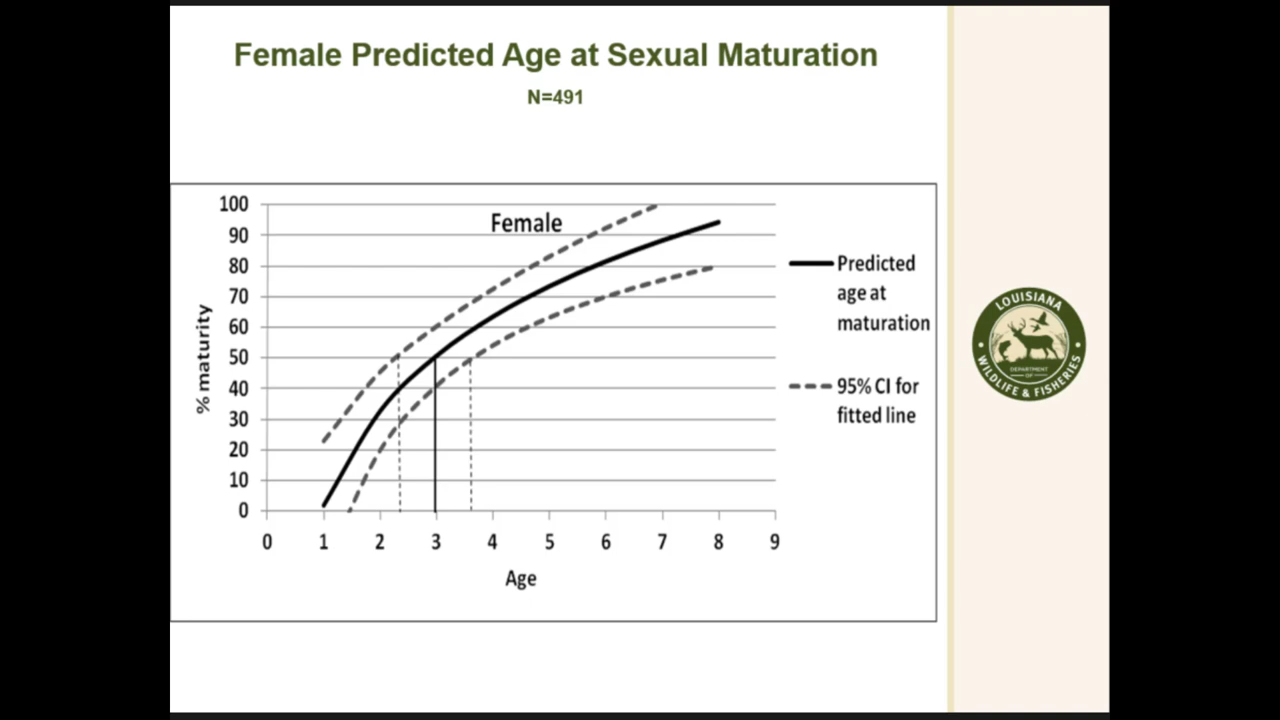 Female Predicted Age at Sexual Maturation
N=491
Female
100
90
80
70
60
50
40
30
20
10
0
% maturity
0 1 2 3 4 5 6 7 8 9
Age
Predicted
age at
maturation
95% CI for
fitted line
LOUISIANA
DEPARTMENT
OF
WILDLIFE & FISHERIES